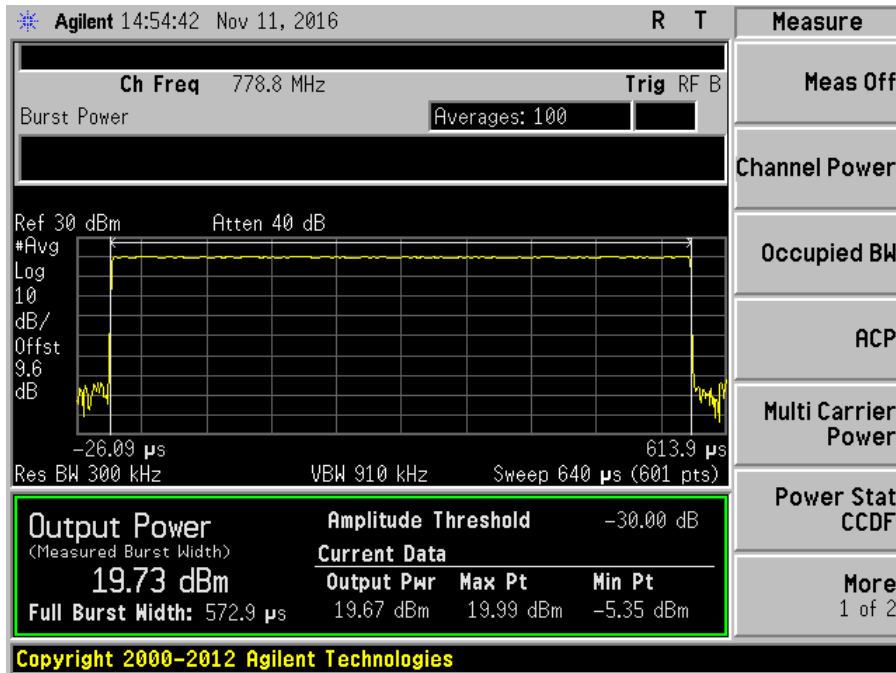 Agilent 14:54:42 Nov 11, 2016 R T
Ch Freq 778.8 MHz Trig RF B
Burst Power Averages: 100
Ref 30 dBm Atten 40 dB
#Avg
Log
10
dB/
Offst
9.6
dB
-26.09 µs 613.9 µs
Res BW 300 kHz VBW 910 kHz Sweep 640 µs (601 pts)
Output Power
(Measured Burst Width)
19.73 dBm
Full Burst Width: 572.9 µs
Amplitude Threshold -30.00 dB
Current Data
Output Pwr Max Pt Min Pt
19.67 dBm 19.99 dBm -5.35 dBm
Copyright 2000-2012 Agilent Technologies
Measure
Meas Off
Channel Power
Occupied BW
ACP
Multi Carrier
Power
Power Stat
CCDF
More
1 of 2